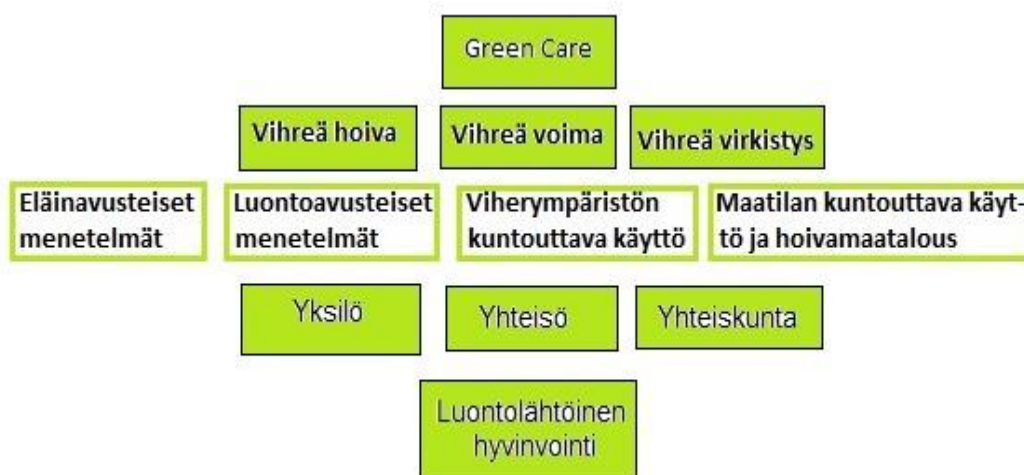 Green Care
Vihreä hoiva
Vihreä voima
Vihreä virkistys
Eläinavusteiset
menetelmät
Luontoavusteiset
menetelmät
Viherympäristön
kuntouttava käyttö
Maatilan kuntouttava käyt-
tö ja hoivamaatalous
Yksilö
Yhteisö
Yhteiskunta
Luontolähtöinen
hyvinvointi